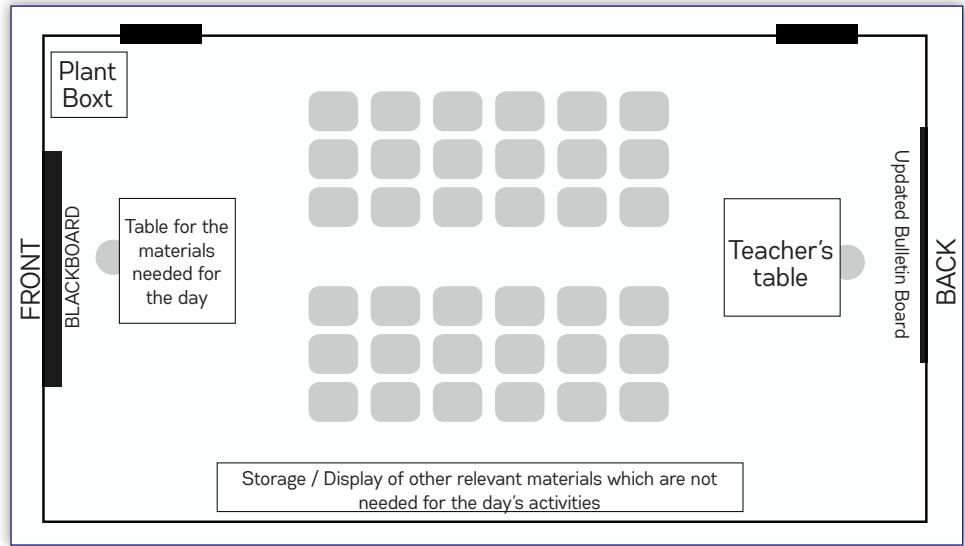 Plant
Boxt
FRONT
BLACKBOARD
Table for the
materials
needed for
the day
Teacher's
table
Updated Bulletin Board
BACK
Storage / Display of other relevant materials which are not
needed for the day's activities